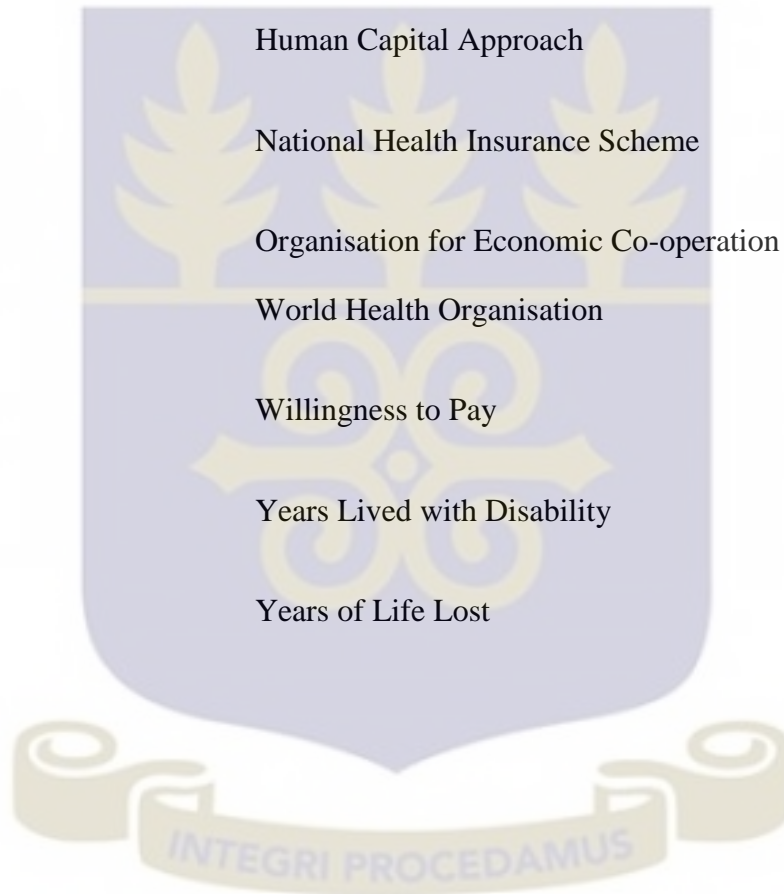 Human Capital Approach
National Health Insurance Scheme
Organisation for Economic Co-operation
World Health Organisation
Willingness to Pay
Years Lived with Disability
Years of Life Lost
INTEGRI PROCEDAMUS